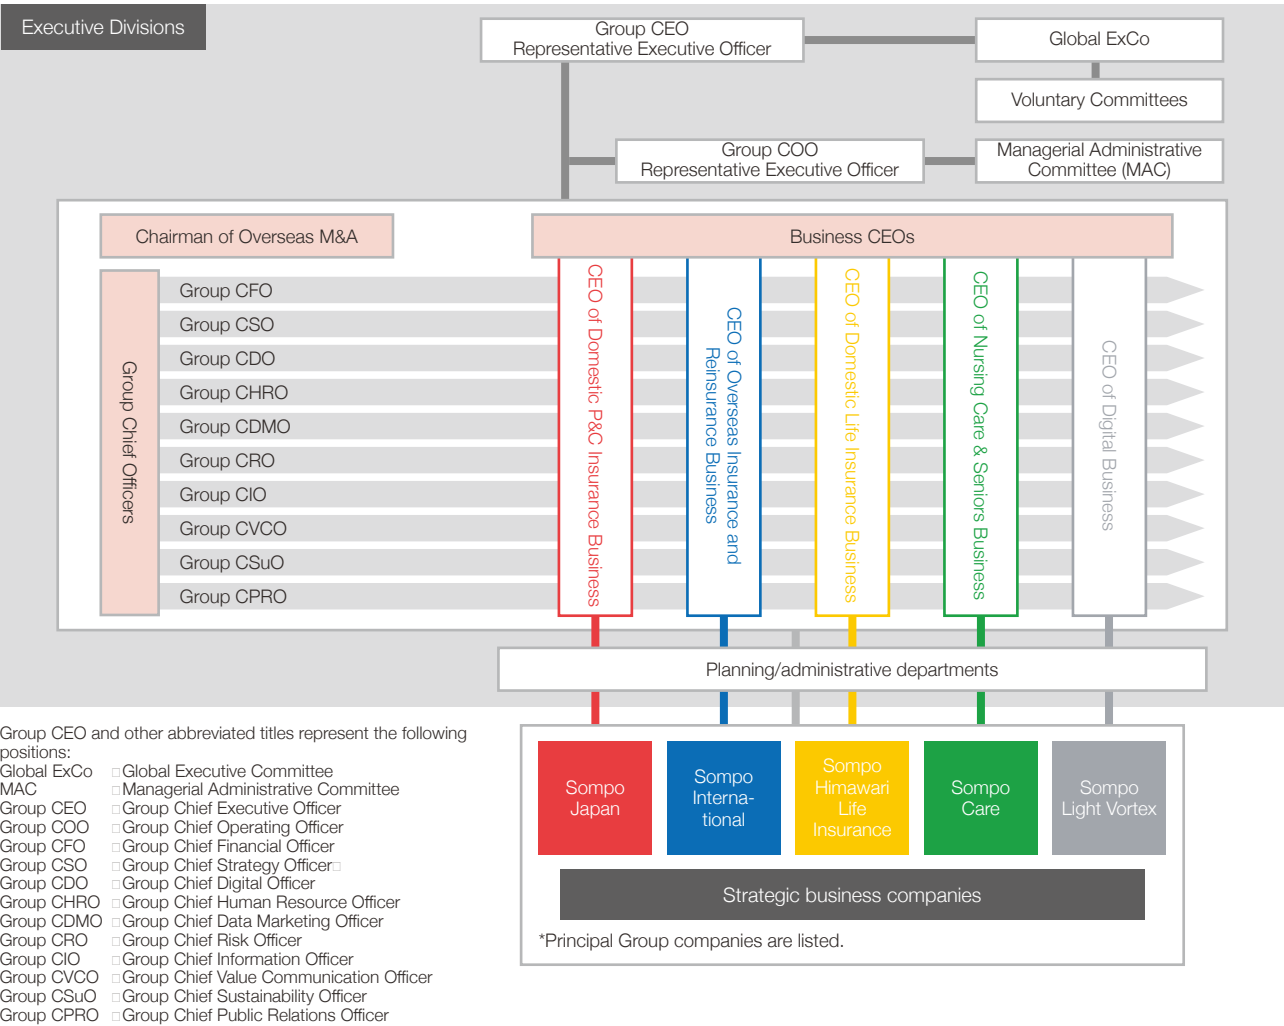 Executive Divisions
Group CEO
Representative Executive Officer
Global ExCo
Voluntary Committees
Group COO
Representative Executive Officer
Managerial Administrative
Committee (MAC)
Chairman of Overseas M&A
Business CEOs
Group Chief Officers
Group CFO
Group CSO
Group CDO
Group CHRO
Group CDMO
Group CRO
Group CIO
Group CVCO
Group CSuO
Group CPRO
CEO of Domestic P&C Insurance Business
CEO of Overseas Insurance and
Reinsurance Business
CEO of Domestic Life Insurance Business
CEO of Nursing Care & Seniors Business
CEO of Digital Business
Planning/administrative departments
Sompo
Japan
Sompo
Interna-
tional
Sompo
Himawari
Life
Insurance
Sompo
Care
Sompo
Light Vortex
Strategic business companies
*Principal Group companies are listed.
Group CEO and other abbreviated titles represent the following
positions:
Global ExCo □Global Executive Committee
MAC □Managerial Administrative Committee
Group CEO □Group Chief Executive Officer
Group COO □Group Chief Operating Officer
Group CFO □Group Chief Financial Officer
Group CSO □Group Chief Strategy Officer□
Group CDO □Group Chief Digital Officer
Group CHRO □Group Chief Human Resource Officer
Group CDMO □Group Chief Data Marketing Officer
Group CRO □Group Chief Risk Officer
Group CIO □Group Chief Information Officer
Group CVCO □Group Chief Value Communication Officer
Group CSuO □Group Chief Sustainability Officer
Group CPRO □Group Chief Public Relations Officer